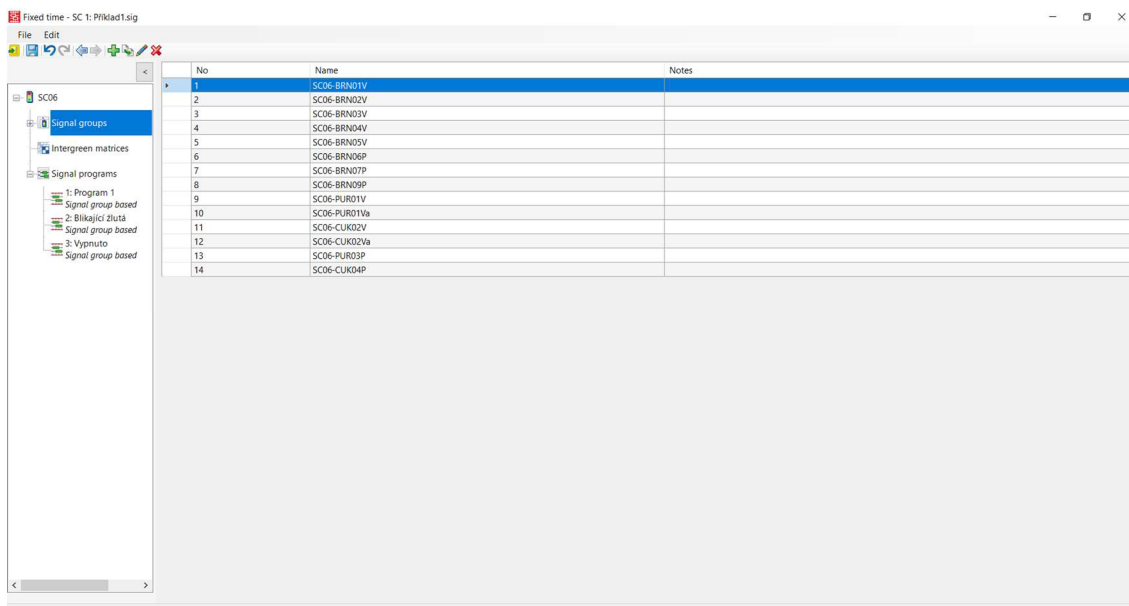 Fixed time - SC 1: Příklad1.sig
File Edit
<
No Name Notes
SC06
Signal groups
Intergreen matrices
Signal programs
1: Program 1
Signal group based
2: Blikající žlutá
Signal group based
3: Vypnuto
Signal group based
1 SC06-BRN01V
2 SC06-BRN02V
3 SC06-BRN03V
4 SC06-BRN04V
5 SC06-BRN05V
6 SC06-BRN06P
7 SC06-BRN07P
8 SC06-BRN09P
9 SC06-PUR01V
10 SC06-PUR01Va
11 SC06-CUK02V
12 SC06-CUK02Va
13 SC06-PUR03P
14 SC06-CUK04P